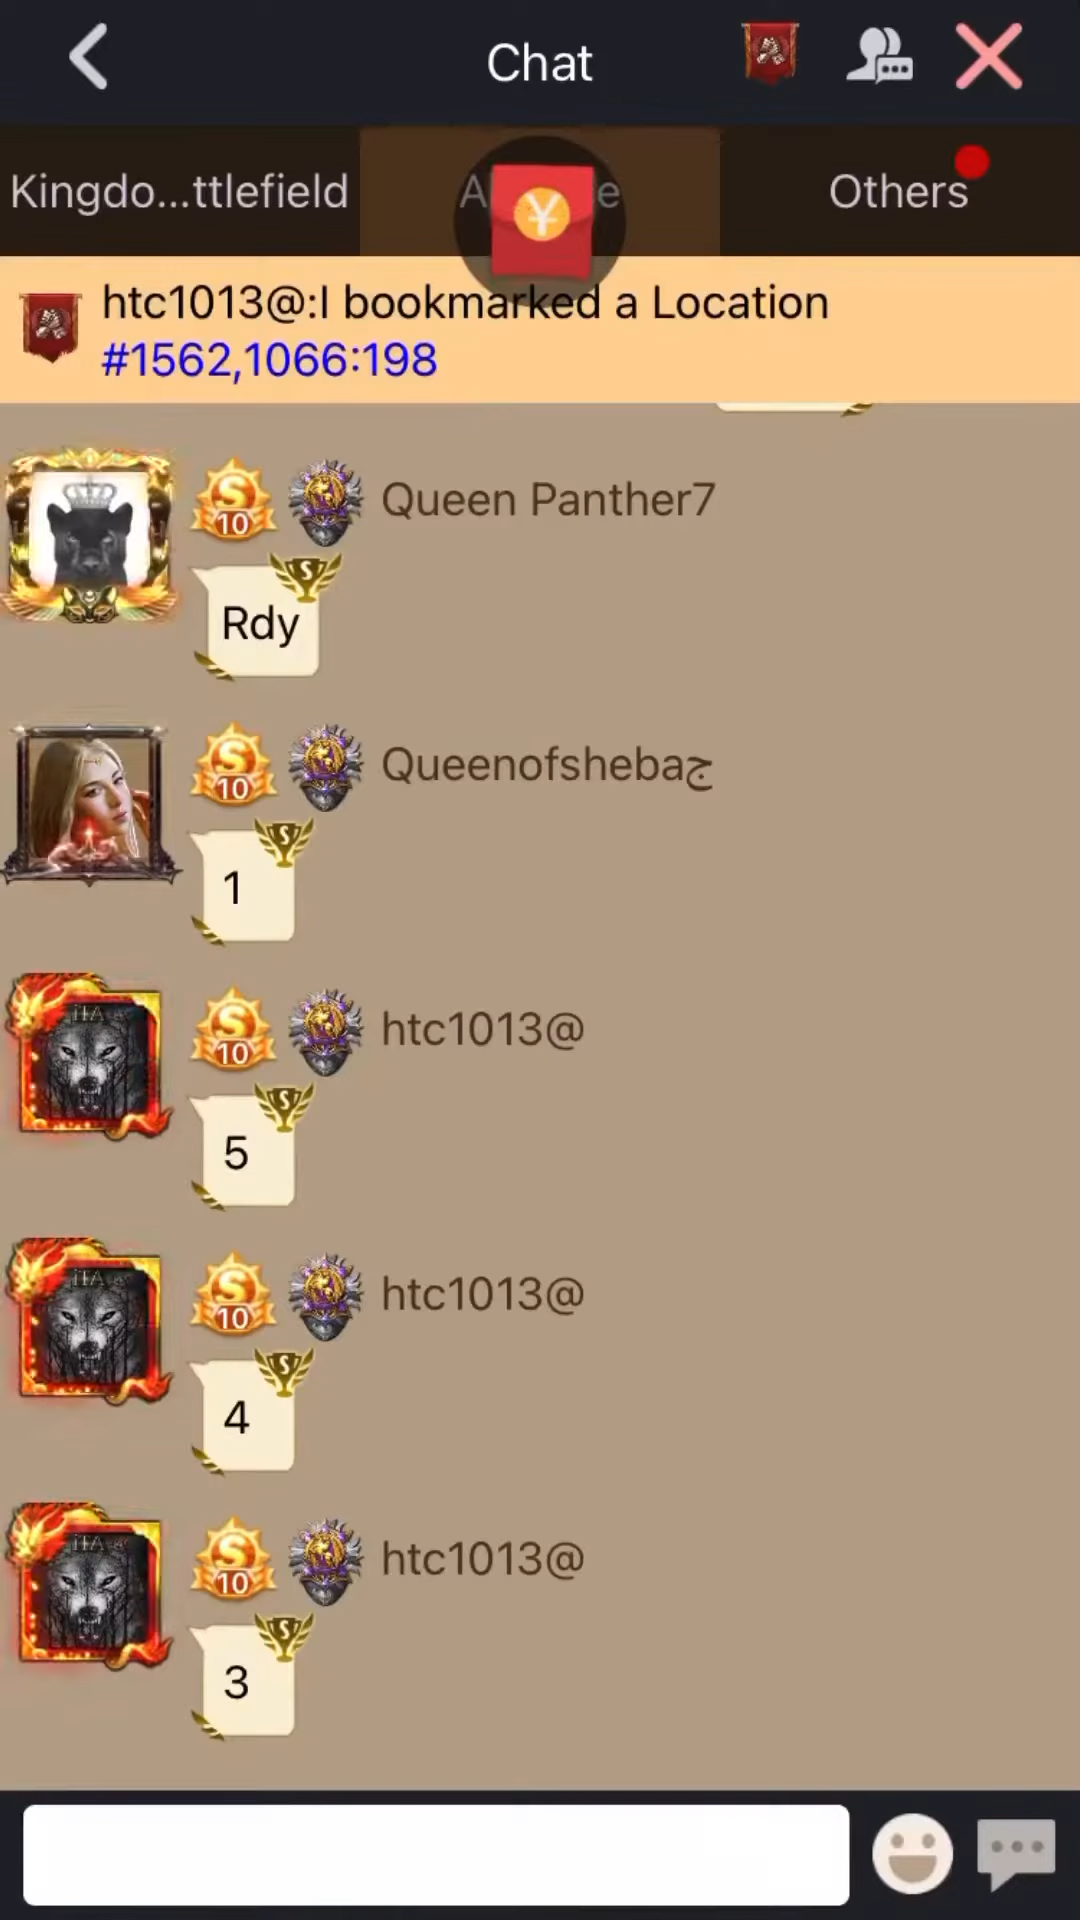 Chat
Kingdo...ttlefield
Others
htc1013@:I bookmarked a Location
#1562,1066:198
S 10 Queen Panther7
S
Rdy
S 10 Queenofshebaج
S
1
S 10 htc1013@
S
5
S 10 htc1013@
S
4
S 10 htc1013@
S
3